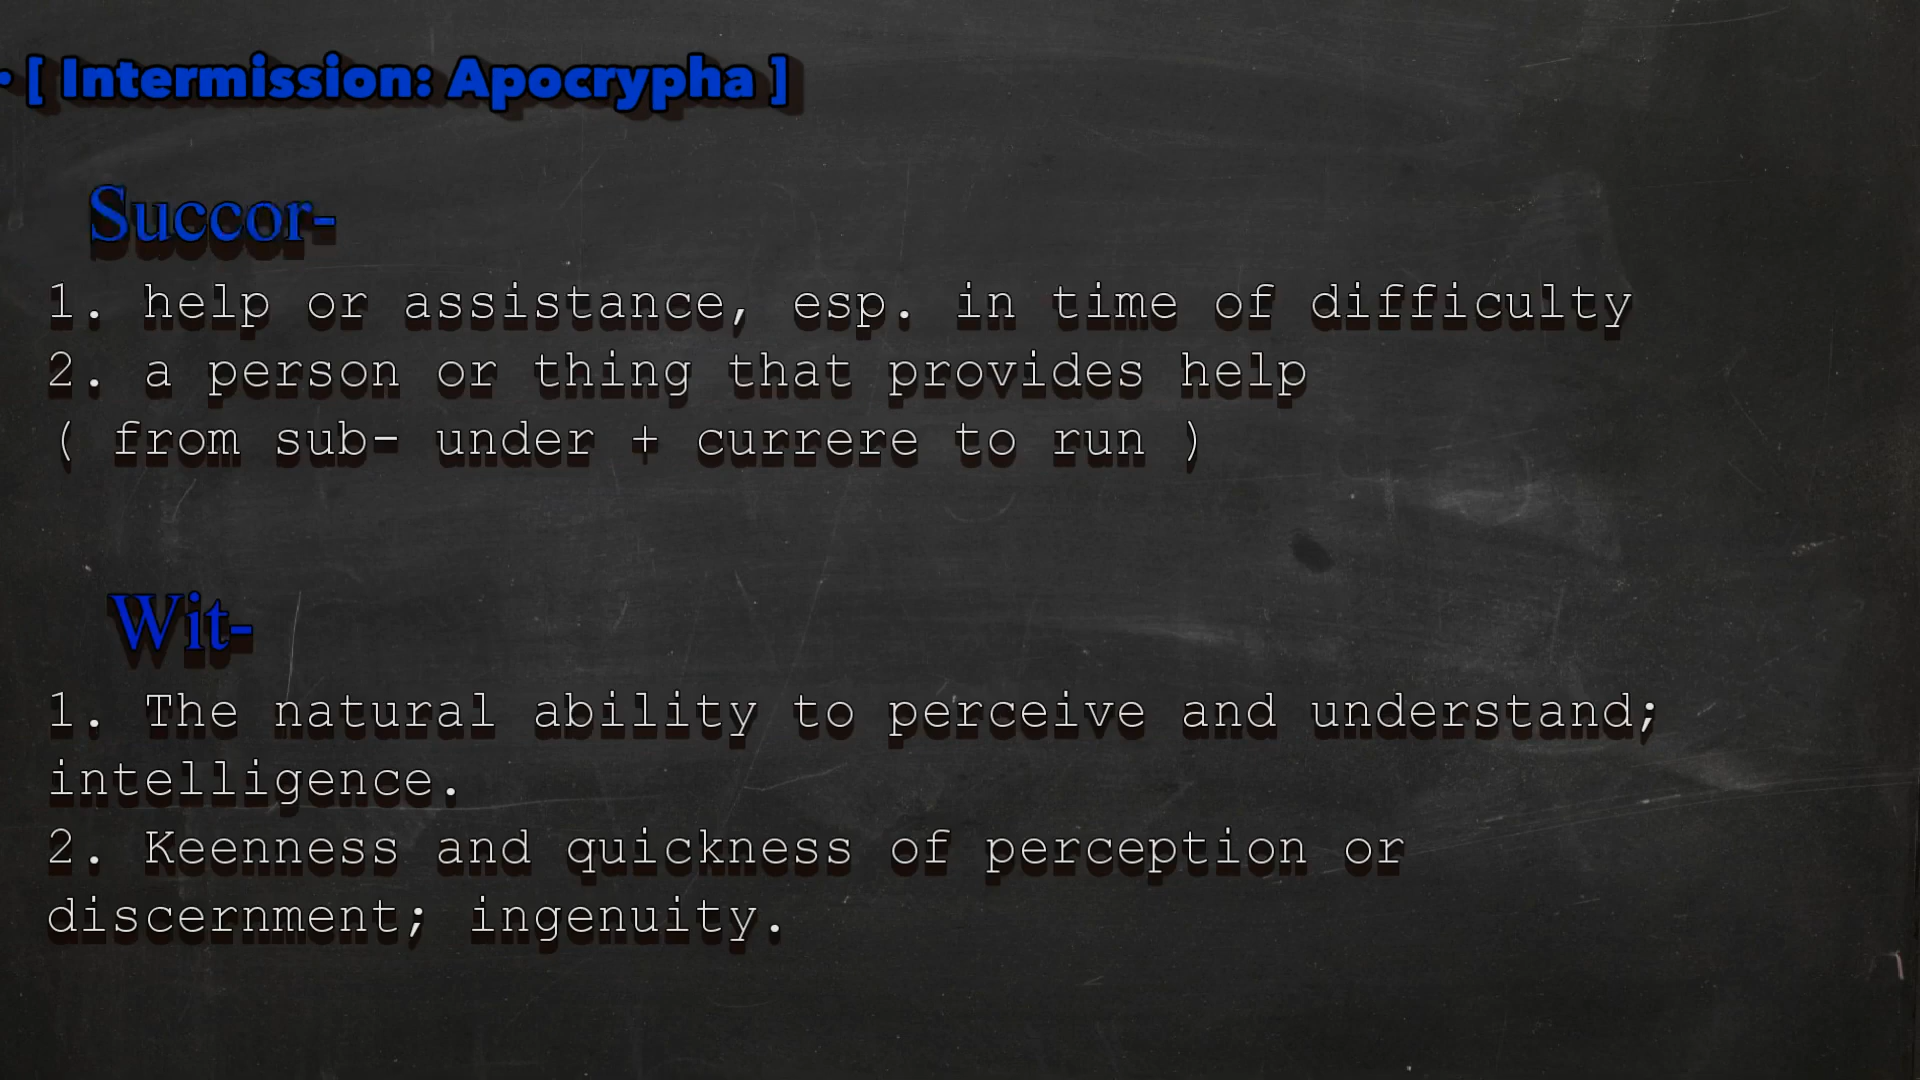 • [ Intermission: Apocrypha ]
Succor-
1. help or assistance, esp. in time of difficulty
2. a person or thing that provides help
( from sub- under + currere to run )
Wit-
1. The natural ability to perceive and understand;
intelligence.
2. Keenness and quickness of perception or
discernment; ingenuity.